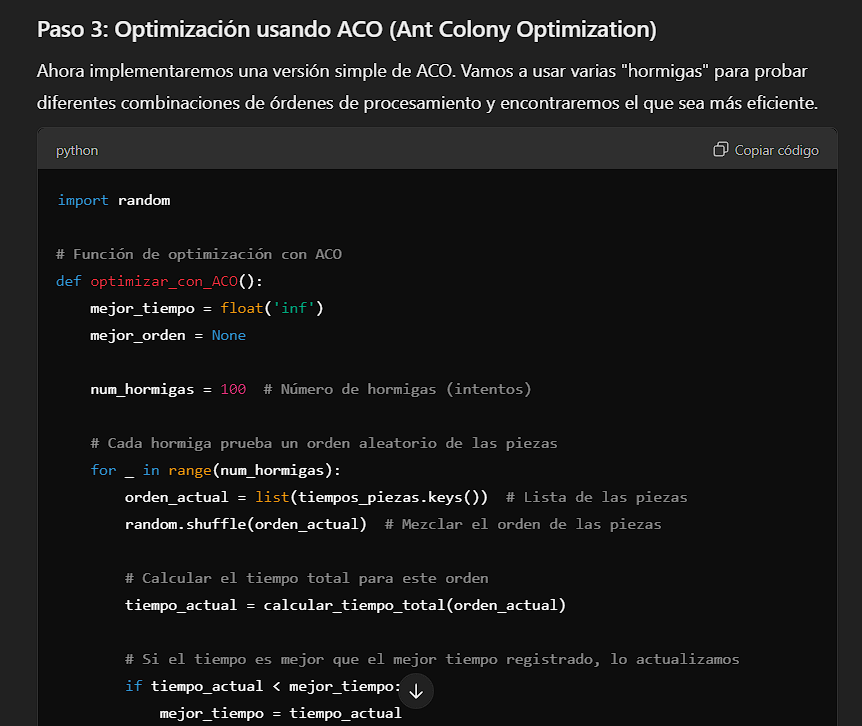 Paso 3: Optimización usando ACO (Ant Colony Optimization)
Ahora implementaremos una versión simple de ACO. Vamos a usar varias "hormigas" para probar
diferentes combinaciones de órdenes de procesamiento y encontraremos el que sea más eficiente.
python Copiar código
import random
# Función de optimización con ACO
def optimizar_con_ACO():
    mejor_tiempo = float('inf')
    mejor_orden = None
    num_hormigas = 100  # Número de hormigas (intentos)
    # Cada hormiga prueba un orden aleatorio de las piezas
    for _ in range(num_hormigas):
        orden_actual = list(tiempos_piezas.keys())  # Lista de las piezas
        random.shuffle(orden_actual)  # Mezclar el orden de las piezas
        # Calcular el tiempo total para este orden
        tiempo_actual = calcular_tiempo_total(orden_actual)
        # Si el tiempo es mejor que el mejor tiempo registrado, lo actualizamos
        if tiempo_actual < mejor_tiempo:
            mejor_tiempo = tiempo_actual